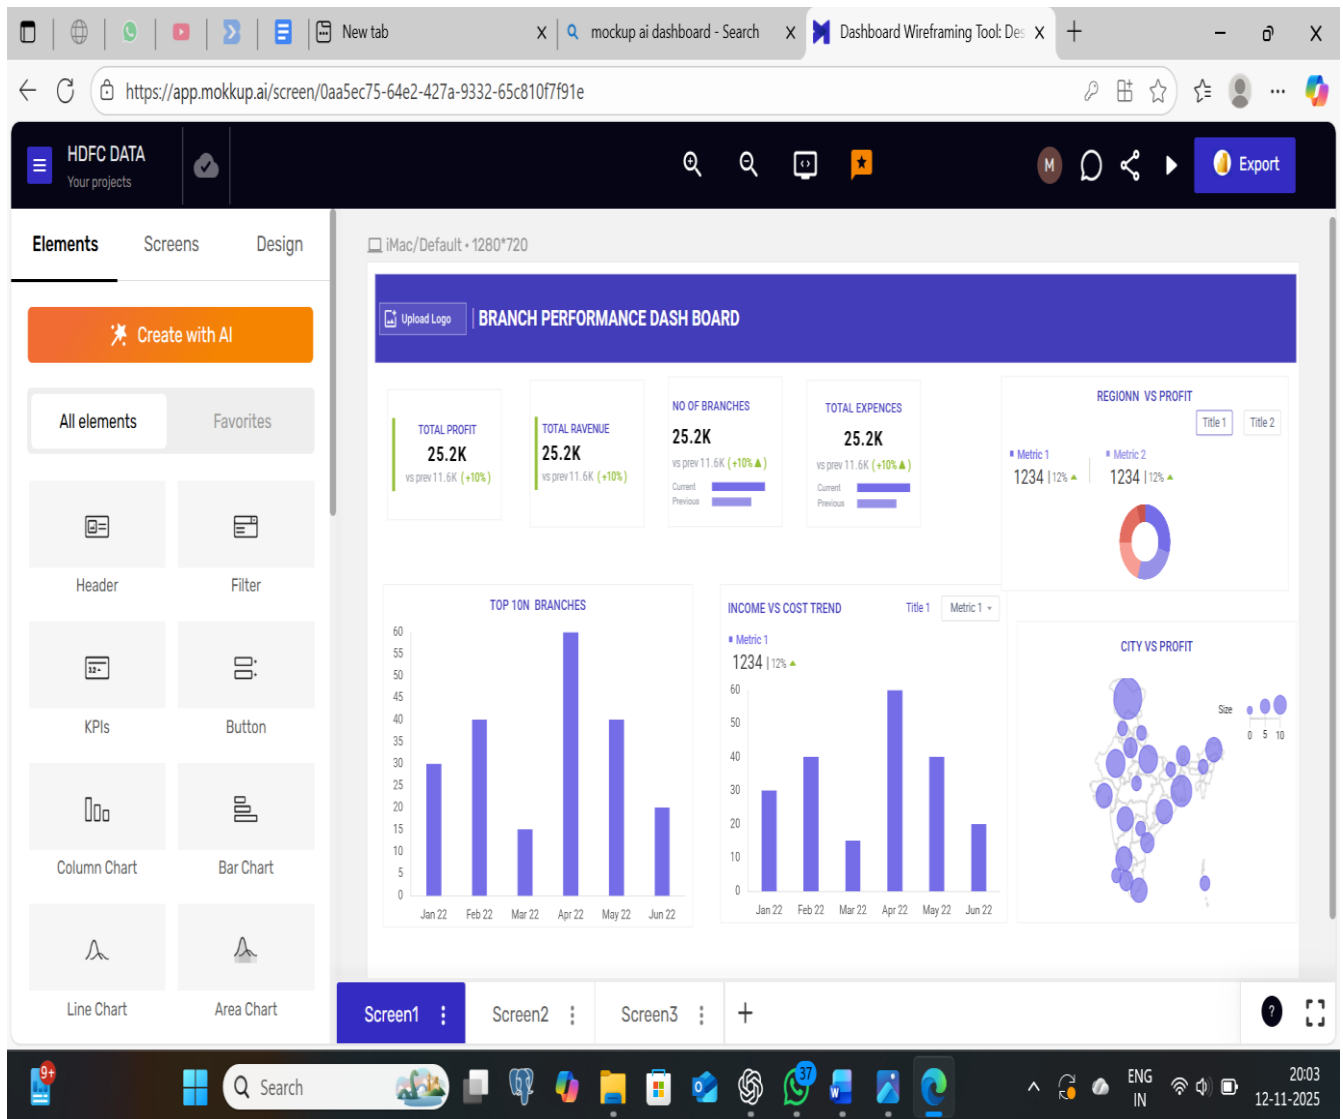 New tab
mockup ai dashboard - Search
Dashboard Wireframing Tool: Des
https://app.mokkup.ai/screen/0aa5ec75-64e2-427a-9332-65c810f7f91e
HDFC DATA
Your projects
M
Export
Elements
Screens
Design
Create with AI
All elements
Favorites
Header
Filter
KPIs
Button
Column Chart
Bar Chart
Line Chart
Area Chart
iMac/Default • 1280*720
Upload Logo
BRANCH PERFORMANCE DASH BOARD
TOTAL PROFIT
25.2K
vs prev 11.6K (+10%)
TOTAL RAVENUE
25.2K
vs prev 11.6K (+10%)
NO OF BRANCHES
25.2K
vs prev 11.6K (+10%▲)
Current
Previous
TOTAL EXPENCES
25.2K
vs prev 11.6K (+10%▲)
Current
Previous
REGIONN VS PROFIT
Title 1
Title 2
Metric 1
1234 | 12% ▲
Metric 2
1234 | 12% ▲
TOP 10N BRANCHES
60
55
50
45
40
35
30
25
20
15
10
5
0
Jan 22 Feb 22 Mar 22 Apr 22 May 22 Jun 22
INCOME VS COST TREND
Title 1
Metric 1
Metric 1
1234 | 12% ▲
60
50
40
30
20
10
0
Jan 22 Feb 22 Mar 22 Apr 22 May 22 Jun 22
CITY VS PROFIT
Size
0 5 10
Screen1
Screen2
Screen3
+
?
9+
Search
37
ENG
IN
20:03
12-11-2025